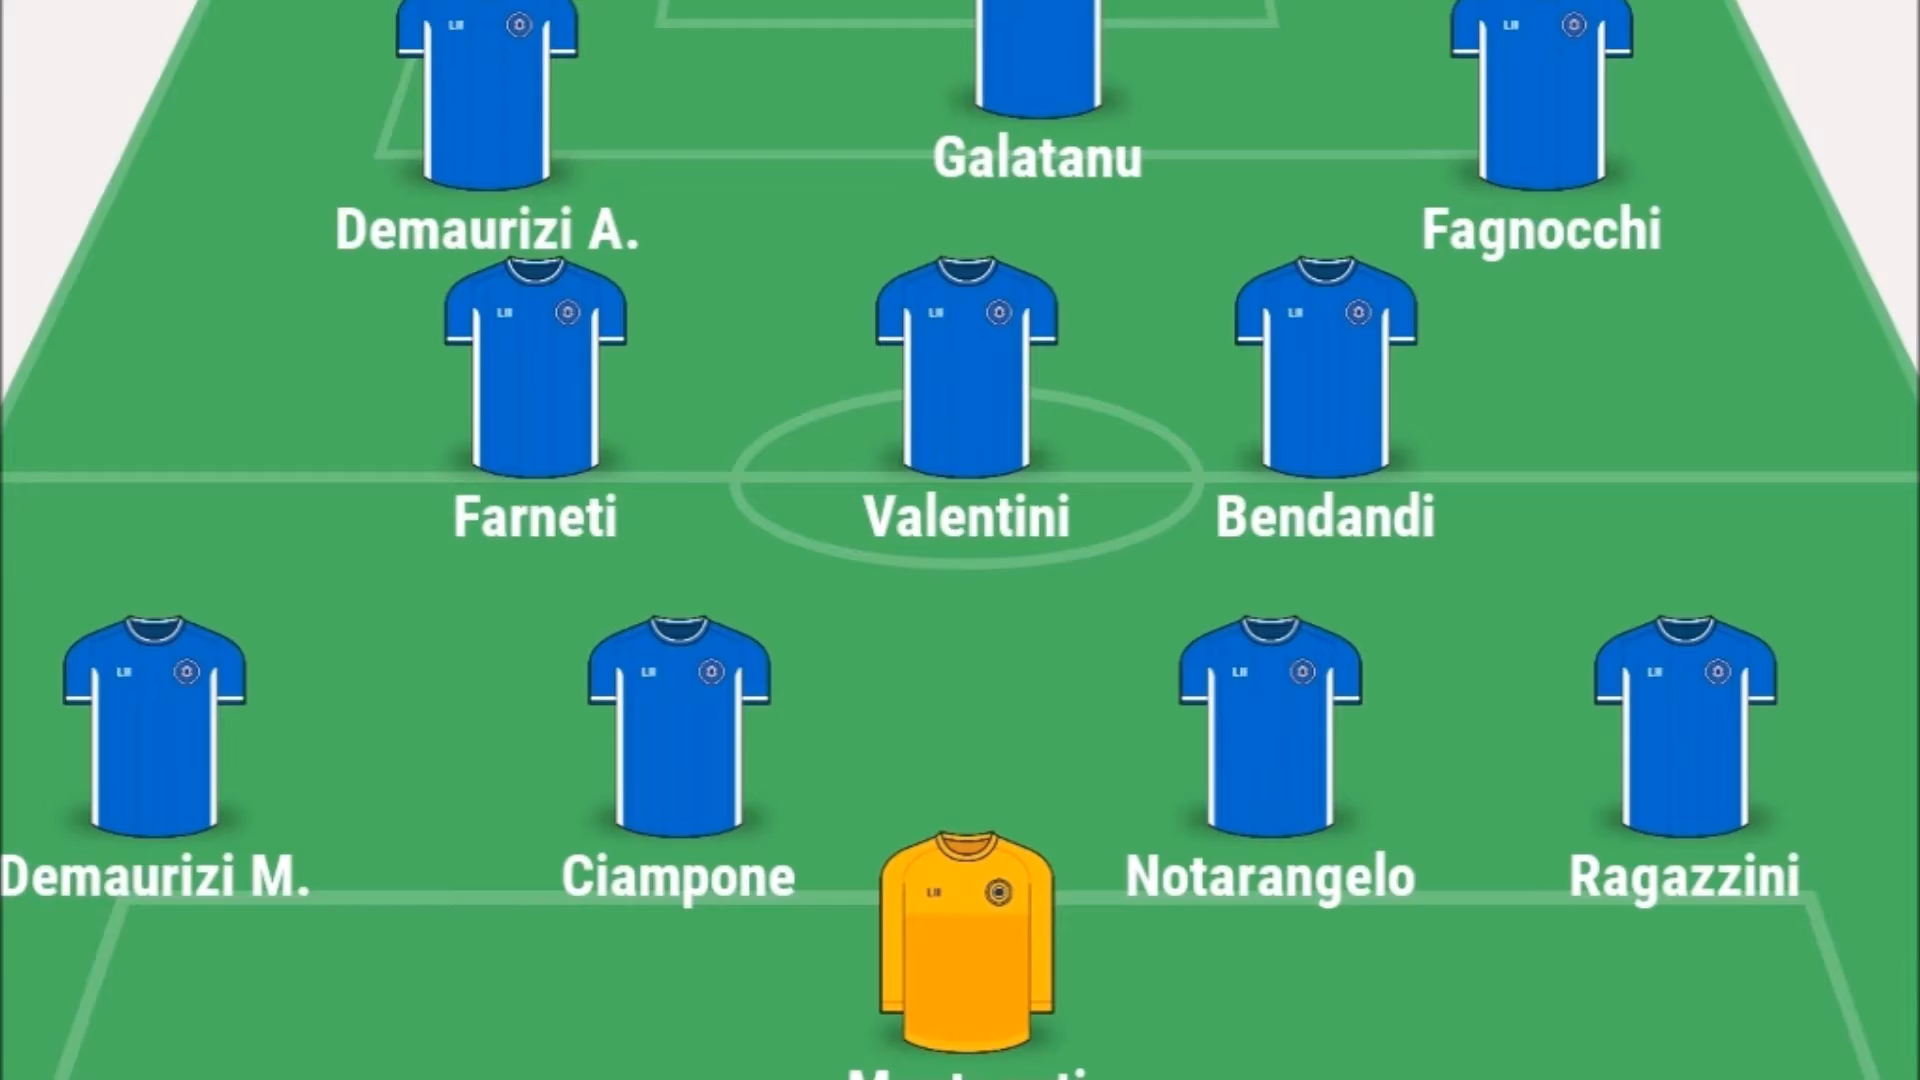 Galatanu
Demaurizi A.
Fagnocchi
Farneti
Valentini
Bendandi
Demaurizi M.
Ciampone
Notarangelo
Ragazzini